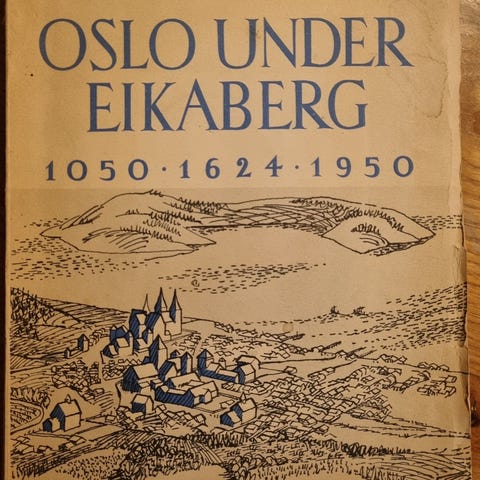 OSLO UNDER
EIKABERG
1050 · 1624 · 1950